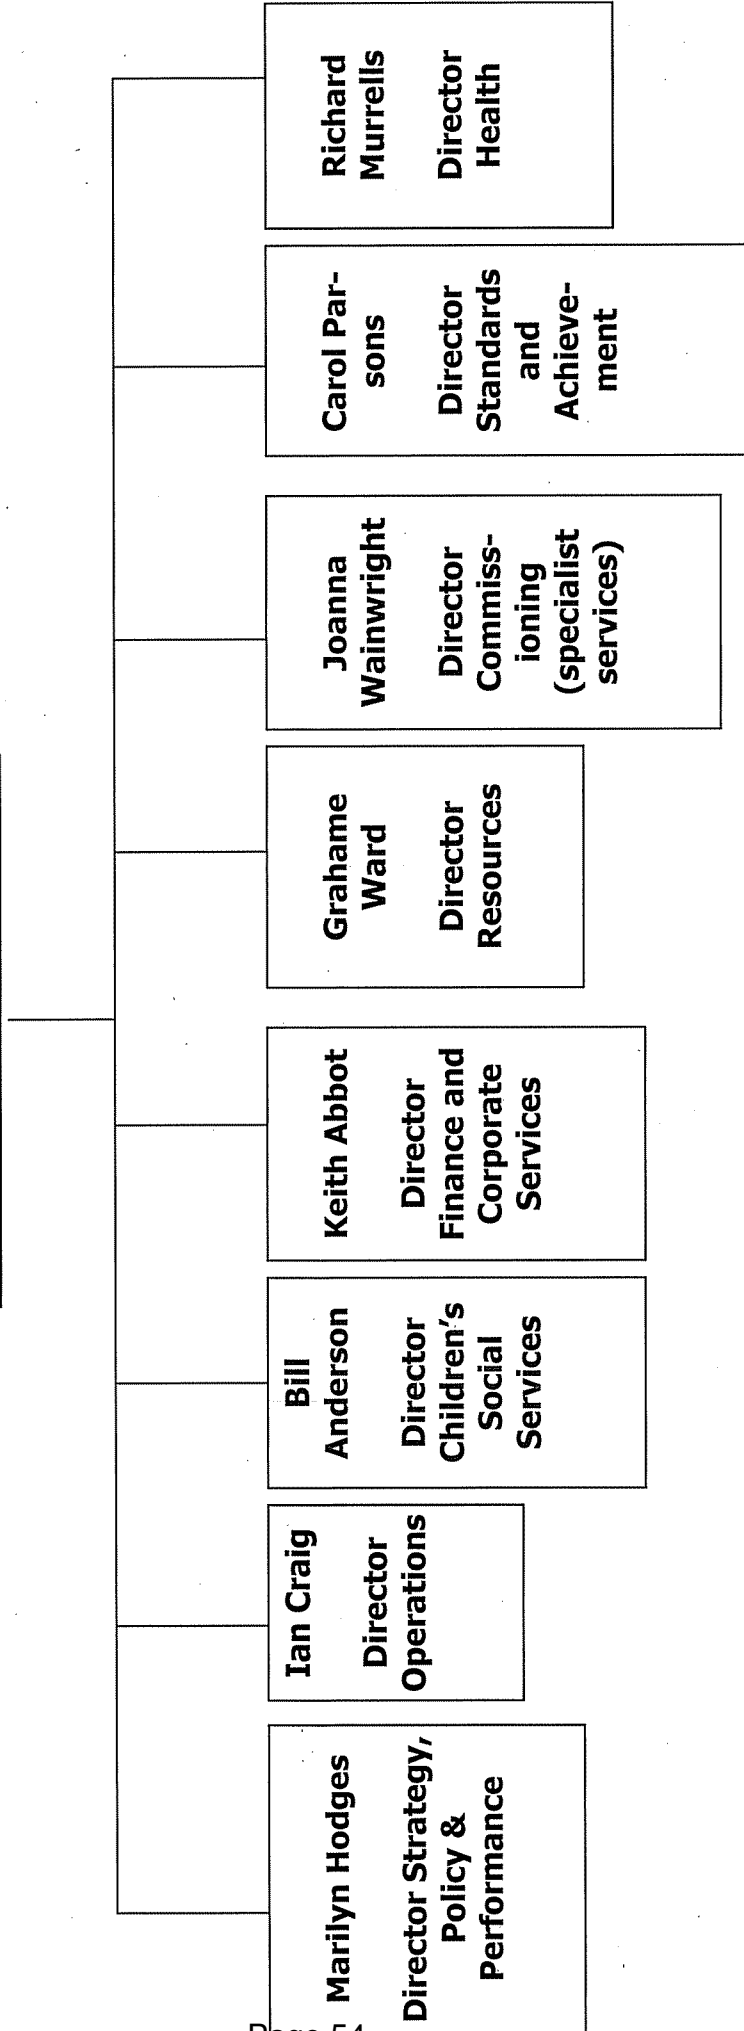 Marilyn Hodges
Director Strategy,
Policy &
Performance
Ian Craig
Director
Operations
Bill
Anderson
Director
Children's
Social
Services
Keith Abbot
Director
Finance and
Corporate
Services
Grahame
Ward
Director
Resources
Joanna
Wainwright
Director
Commiss-
ioning
(specialist
services)
Carol Par-
sons
Director
Standards
and
Achieve-
ment
Richard
Murrells
Director
Health
Page 54